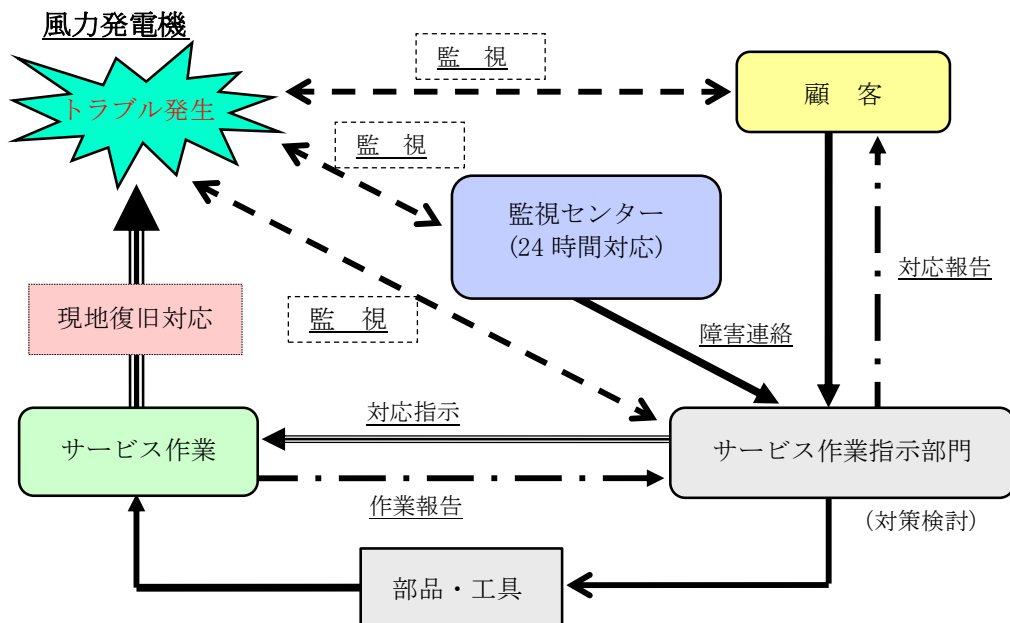 風力発電機
トラブル発生
監　視
顧　客
監　視
監視センター
(24 時間対応)
対応報告
現地復旧対応
監　視
障害連絡
対応指示
サービス作業
サービス作業指示部門
作業報告
(対策検討)
部品・工具